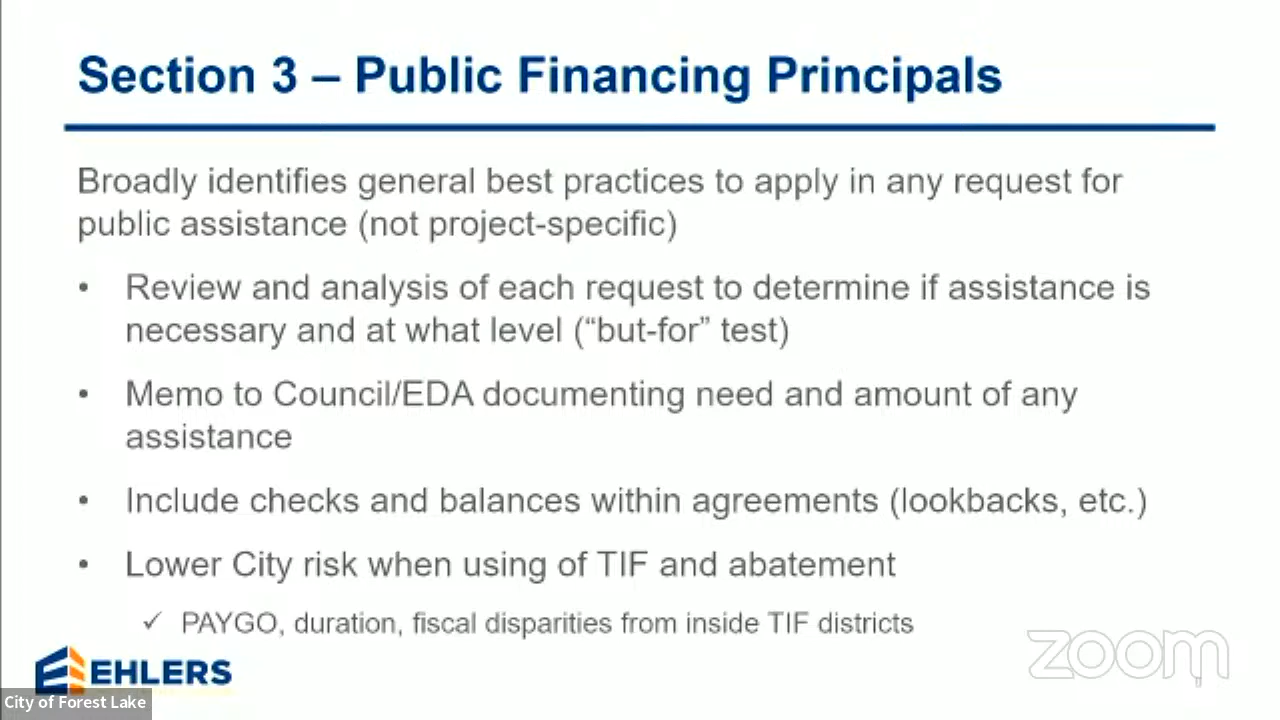 Section 3 – Public Financing Principals
Broadly identifies general best practices to apply in any request for
public assistance (not project-specific)
• Review and analysis of each request to determine if assistance is
necessary and at what level (“but-for” test)
• Memo to Council/EDA documenting need and amount of any
assistance
• Include checks and balances within agreements (lookbacks, etc.)
• Lower City risk when using of TIF and abatement
✓ PAYGO, duration, fiscal disparities from inside TIF districts
EHLERS
zoom
City of Forest Lake